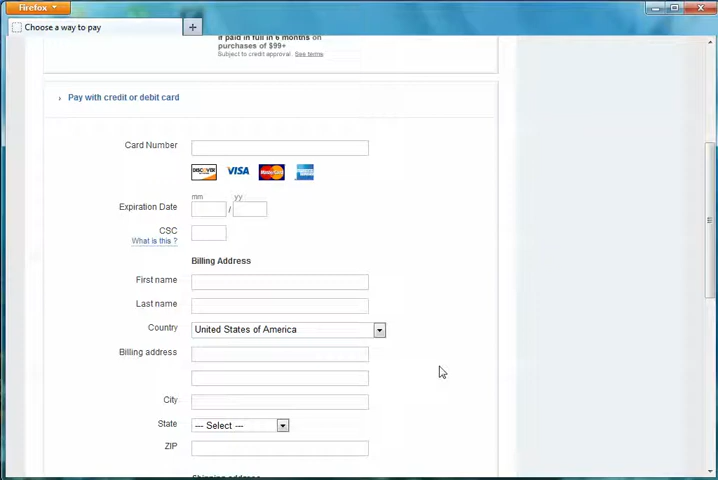 Firefox
Choose a way to pay
if paid in full in 6 months on
purchases of $99+
Subject to credit approval. See terms
› Pay with credit or debit card
Card Number
DISCOVER VISA MasterCard
mm yy
Expiration Date /
CSC
What is this ?
Billing Address
First name
Last name
Country United States of America
Billing address
City
State --- Select ---
ZIP
Shipping address